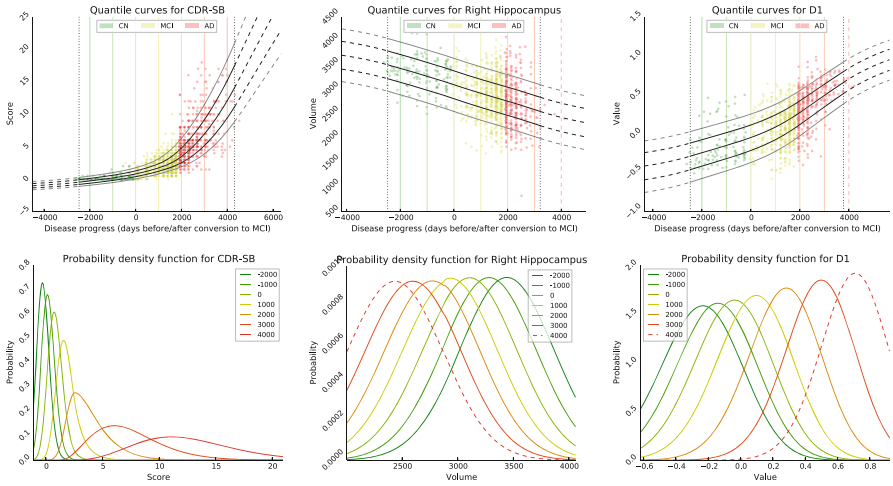 Quantile curves for CDR-SB
CN MCI AD
Score
25
20
15
10
5
0
−5
−4000 −2000 0 2000 4000 6000
Disease progress (days before/after conversion to MCI)
Quantile curves for Right Hippocampus
CN MCI AD
Volume
4500
4000
3500
3000
2500
2000
1500
1000
500
−4000 −2000 0 2000 4000
Disease progress (days before/after conversion to MCI)
Quantile curves for D1
CN MCI AD
Value
1.5
1.0
0.5
0.0
−0.5
−1.0
−4000 −2000 0 2000 4000
Disease progress (days before/after conversion to MCI)
Probability density function for CDR-SB
Probability
0.8
0.7
0.6
0.5
0.4
0.3
0.2
0.1
0.0
-2000
-1000
0
1000
2000
3000
4000
0 5 10 15 20
Score
Probability density function for Right Hippocampus
Probability
0.0010
0.0008
0.0006
0.0004
0.0002
0.0000
-2000
-1000
0
1000
2000
3000
4000
2500 3000 3500 4000
Volume
Probability density function for D1
Probability
2.0
1.5
1.0
0.5
0.0
-2000
-1000
0
1000
2000
3000
4000
−0.6 −0.4 −0.2 0.0 0.2 0.4 0.6 0.8
Value